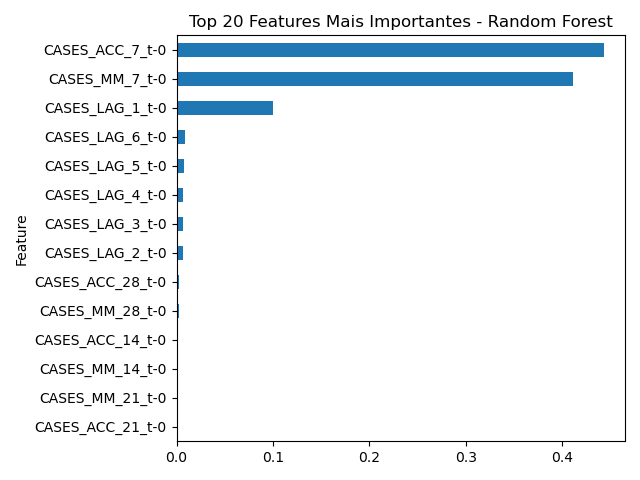 Top 20 Features Mais Importantes - Random Forest
Feature
CASES_ACC_7_t-0
CASES_MM_7_t-0
CASES_LAG_1_t-0
CASES_LAG_6_t-0
CASES_LAG_5_t-0
CASES_LAG_4_t-0
CASES_LAG_3_t-0
CASES_LAG_2_t-0
CASES_ACC_28_t-0
CASES_MM_28_t-0
CASES_ACC_14_t-0
CASES_MM_14_t-0
CASES_MM_21_t-0
CASES_ACC_21_t-0
0.0 0.1 0.2 0.3 0.4